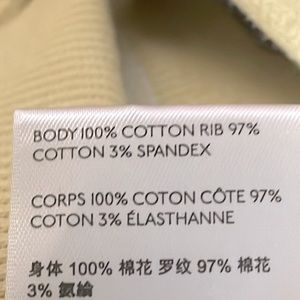 BODY 100% COTTON RIB 97%
COTTON 3% SPANDEX
CORPS 100% COTON CÔTE 97%
COTON 3% ÉLASTHANNE
身体 100% 棉花 罗纹 97% 棉花
3% 氨綸